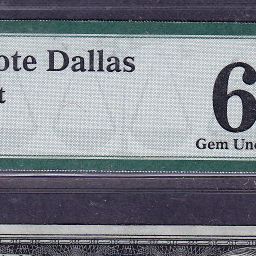 ote Dallas
t
6
Gem Unc